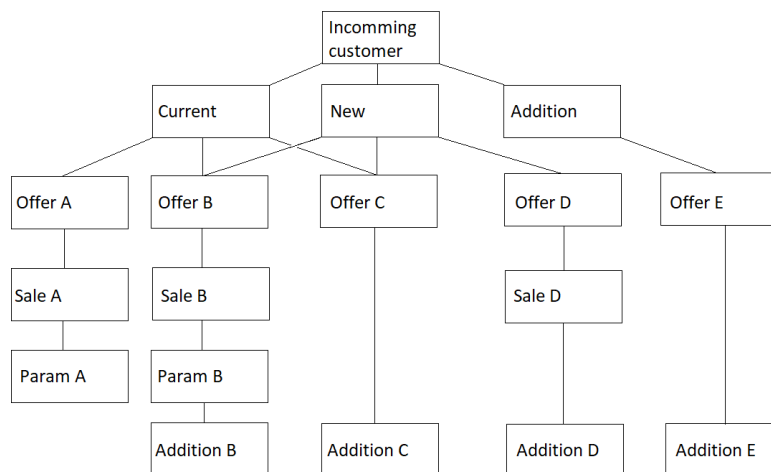 Incomming
customer
Current
New
Addition
Offer A
Offer B
Offer C
Offer D
Offer E
Sale A
Sale B
Sale D
Param A
Param B
Addition B
Addition C
Addition D
Addition E